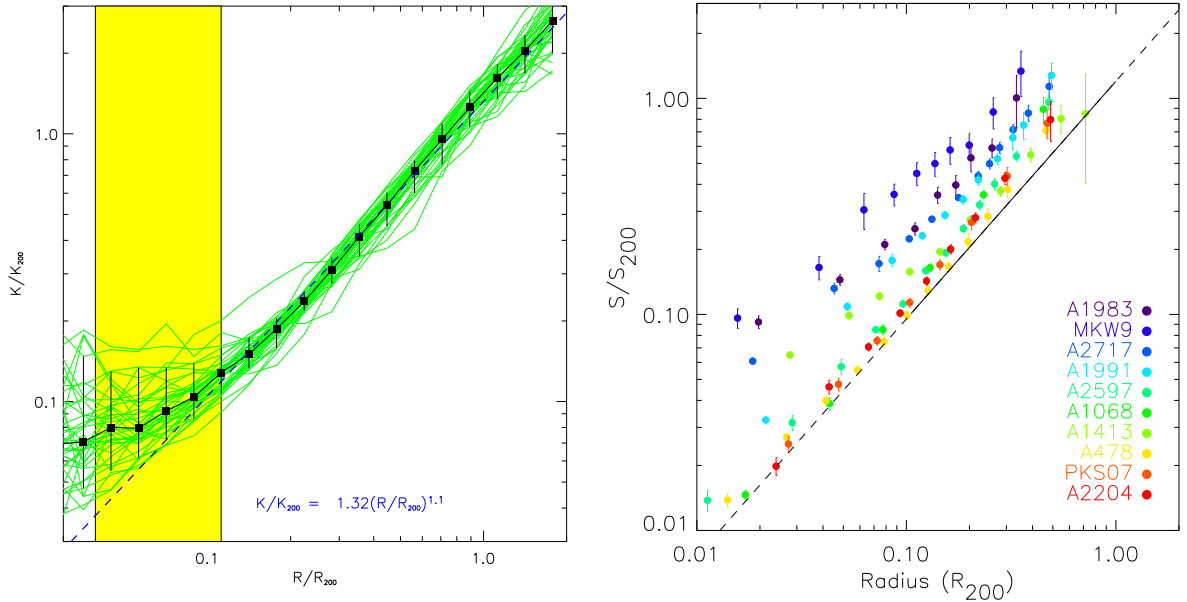 1.0
0.1
K/K200
0.1
1.0
R/R200
K/K200 = 1.32(R/R200)1.1
1.00
0.10
0.01
S/S200
0.01
0.10
1.00
Radius (R200)
A1983
MKW9
A2717
A1991
A2597
A1068
A1413
A478
PKS07
A2204